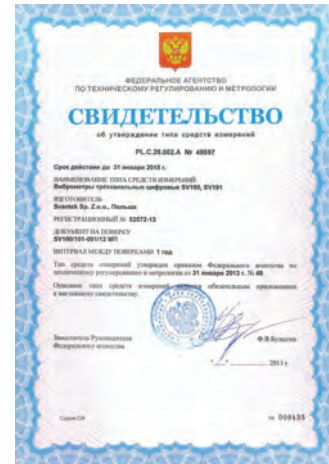 ФЕДЕРАЛЬНОЕ АГЕНТСТВО
ПО ТЕХНИЧЕСКОМУ РЕГУЛИРОВАНИЮ И МЕТРОЛОГИИ
СВИДЕТЕЛЬСТВО
об утверждении типа средств измерений
PL.C.28.002.A № 49697
Срок действия до 31 января 2018 г.
НАИМЕНОВАНИЕ ТИПА СРЕДСТВ ИЗМЕРЕНИЙ
Виброметры трёхканальные цифровые SV100, SV101
ИЗГОТОВИТЕЛЬ
Svantek Sp. Z.o.o., Польша
РЕГИСТРАЦИОННЫЙ № 52572-13
ДОКУМЕНТ НА ПОВЕРКУ
SV100/101-001/12 МП
ИНТЕРВАЛ МЕЖДУ ПОВЕРКАМИ 1 год
Тип средств измерений утвержден приказом Федерального агентства по
техническому регулированию и метрологии от 31 января 2013 г. № 48
Описание типа средств измерений является обязательным приложением
к настоящему свидетельству.
Заместитель Руководителя
Федерального агентства
Ф.В.Булыгин
2013 г.
Серия СИ
№ 008435